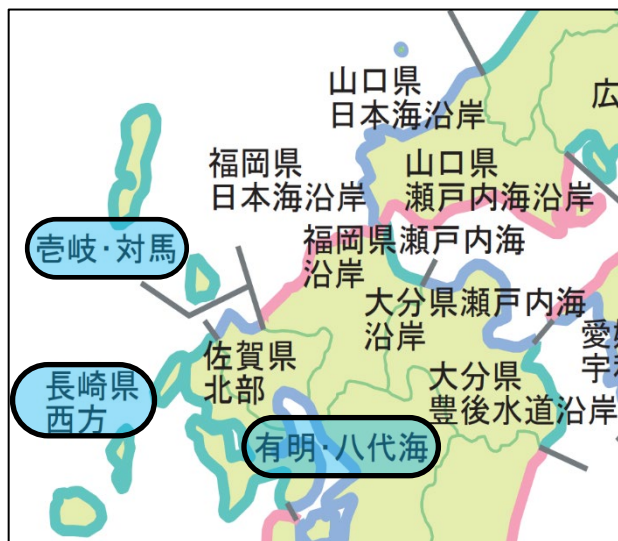 山口県
日本海沿岸
広
福岡県
日本海沿岸
山口県
瀬戸内海沿岸
壱岐・対馬
福岡県瀬戸内海
沿岸
大分県瀬戸内海
沿岸
佐賀県
北部
大分県
豊後水道沿岸
長崎県
西方
有明・八代海